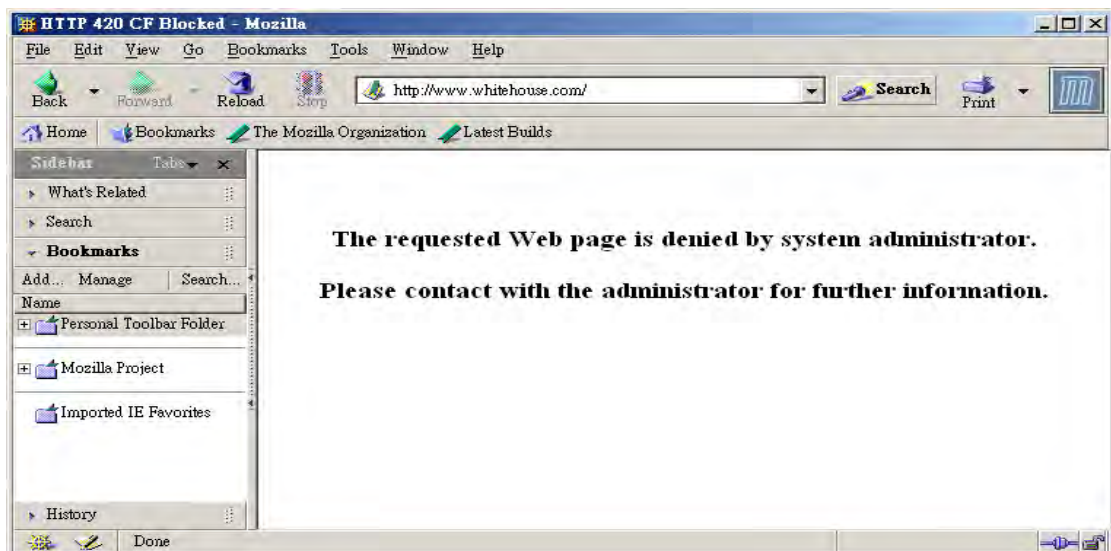 HTTP 420 CF Blocked - Mozilla
File Edit View Go Bookmarks Tools Window Help
Back Forward Reload Stop http://www.whitehouse.com/ Search Print
Home Bookmarks The Mozilla Organization Latest Builds
Sidebar Tabs
What's Related
Search
Bookmarks
Add... Manage Search...
Name
Personal Toolbar Folder
Mozilla Project
Imported IE Favorites
History
The requested Web page is denied by system administrator.
Please contact with the administrator for further information.
Done